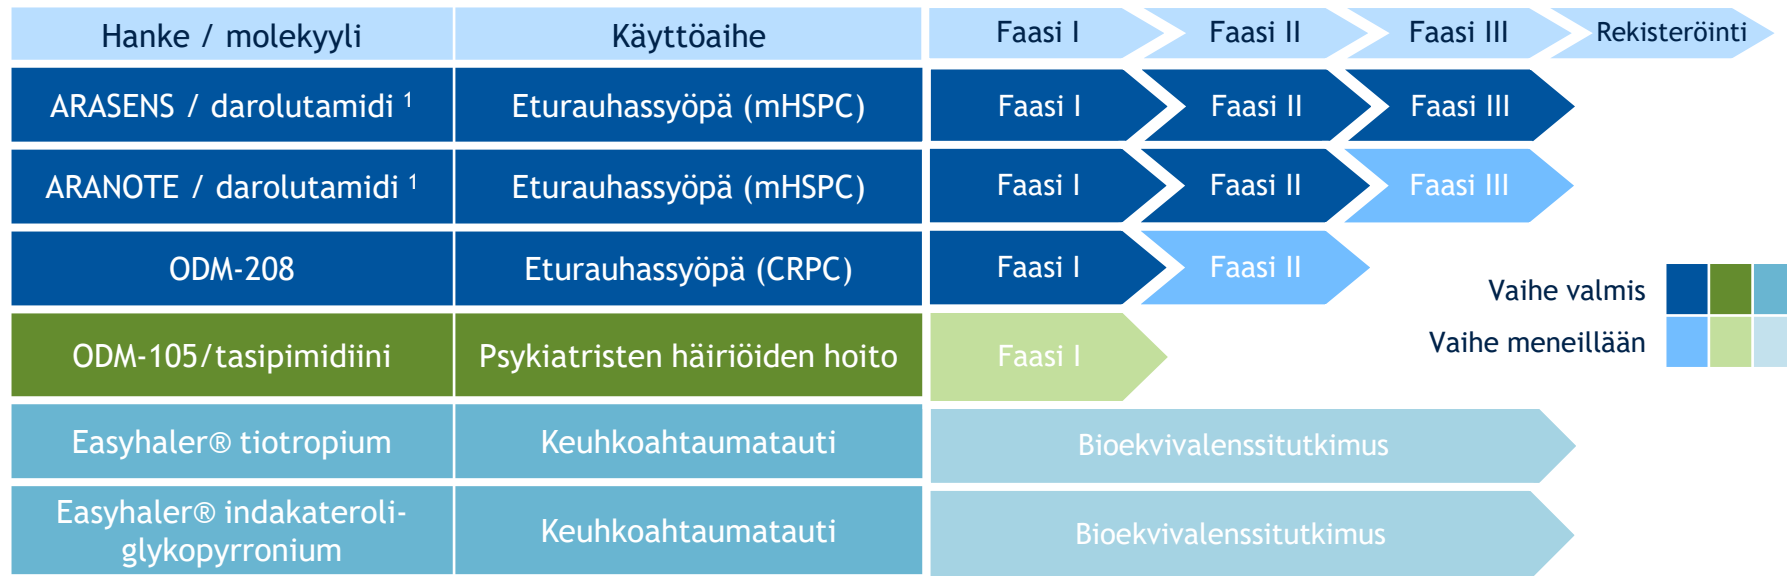 Hanke / molekyyli Käyttöaihe Faasi I Faasi II Faasi III Rekisteröinti
ARASENS / darolutamidi 1 Eturauhassyöpä (mHSPC) Faasi I Faasi II Faasi III
ARANOTE / darolutamidi 1 Eturauhassyöpä (mHSPC) Faasi I Faasi II Faasi III
ODM-208 Eturauhassyöpä (CRPC) Faasi I Faasi II
Vaihe valmis
ODM-105/tasipimidiini Psykiatristen häiriöiden hoito Faasi I
Vaihe meneillään
Easyhaler® tiotropium Keuhkoahtaumatauti Bioekvivalenssitutkimus
Easyhaler® indakateroli-
glykopyrronium Keuhkoahtaumatauti Bioekvivalenssitutkimus